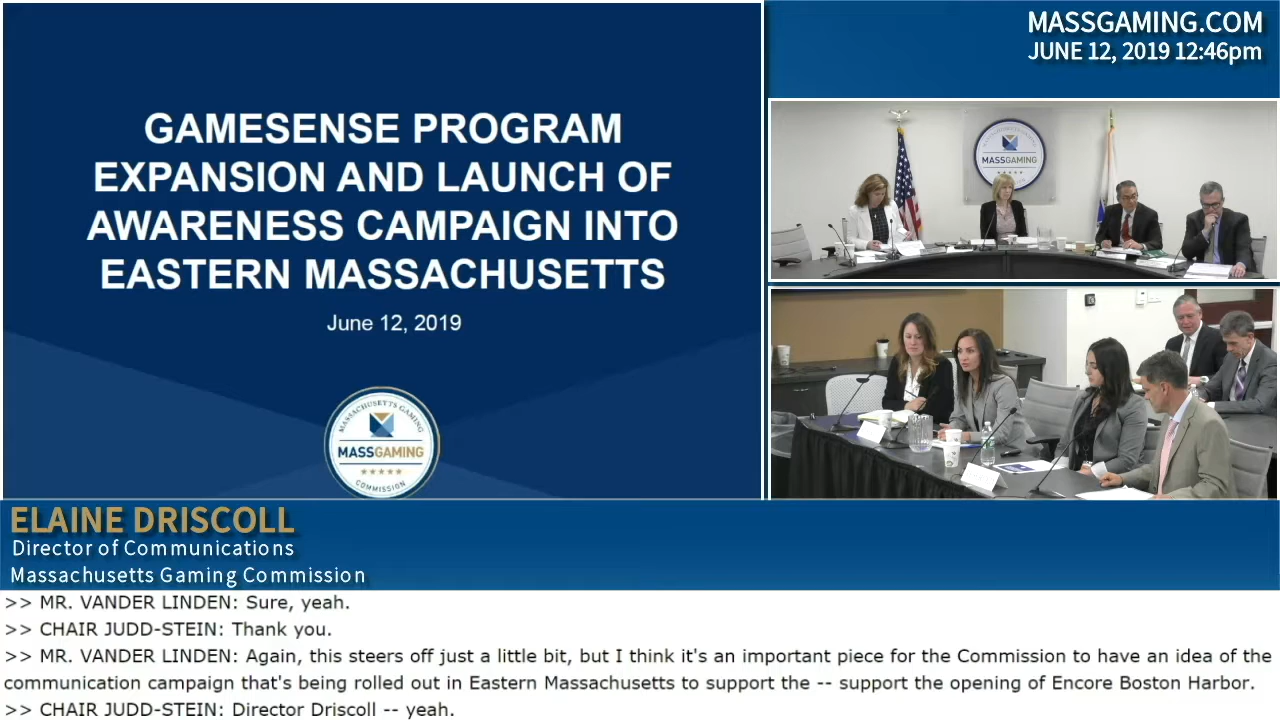 GAMESENSE PROGRAM
EXPANSION AND LAUNCH OF
AWARENESS CAMPAIGN INTO
EASTERN MASSACHUSETTS
June 12, 2019
MASSACHUSETTS GAMING
MASSGAMING
COMMISSION
MASSGAMING.COM
JUNE 12, 2019 12:46pm
MASSGAMING
ELAINE DRISCOLL
Director of Communications
Massachusetts Gaming Commission
>> MR. VANDER LINDEN: Sure, yeah.
>> CHAIR JUDD-STEIN: Thank you.
>> MR. VANDER LINDEN: Again, this steers off just a little bit, but I think it's an important piece for the Commission to have an idea of the
communication campaign that's being rolled out in Eastern Massachusetts to support the -- support the opening of Encore Boston Harbor.
>> CHAIR JUDD-STEIN: Director Driscoll -- yeah.